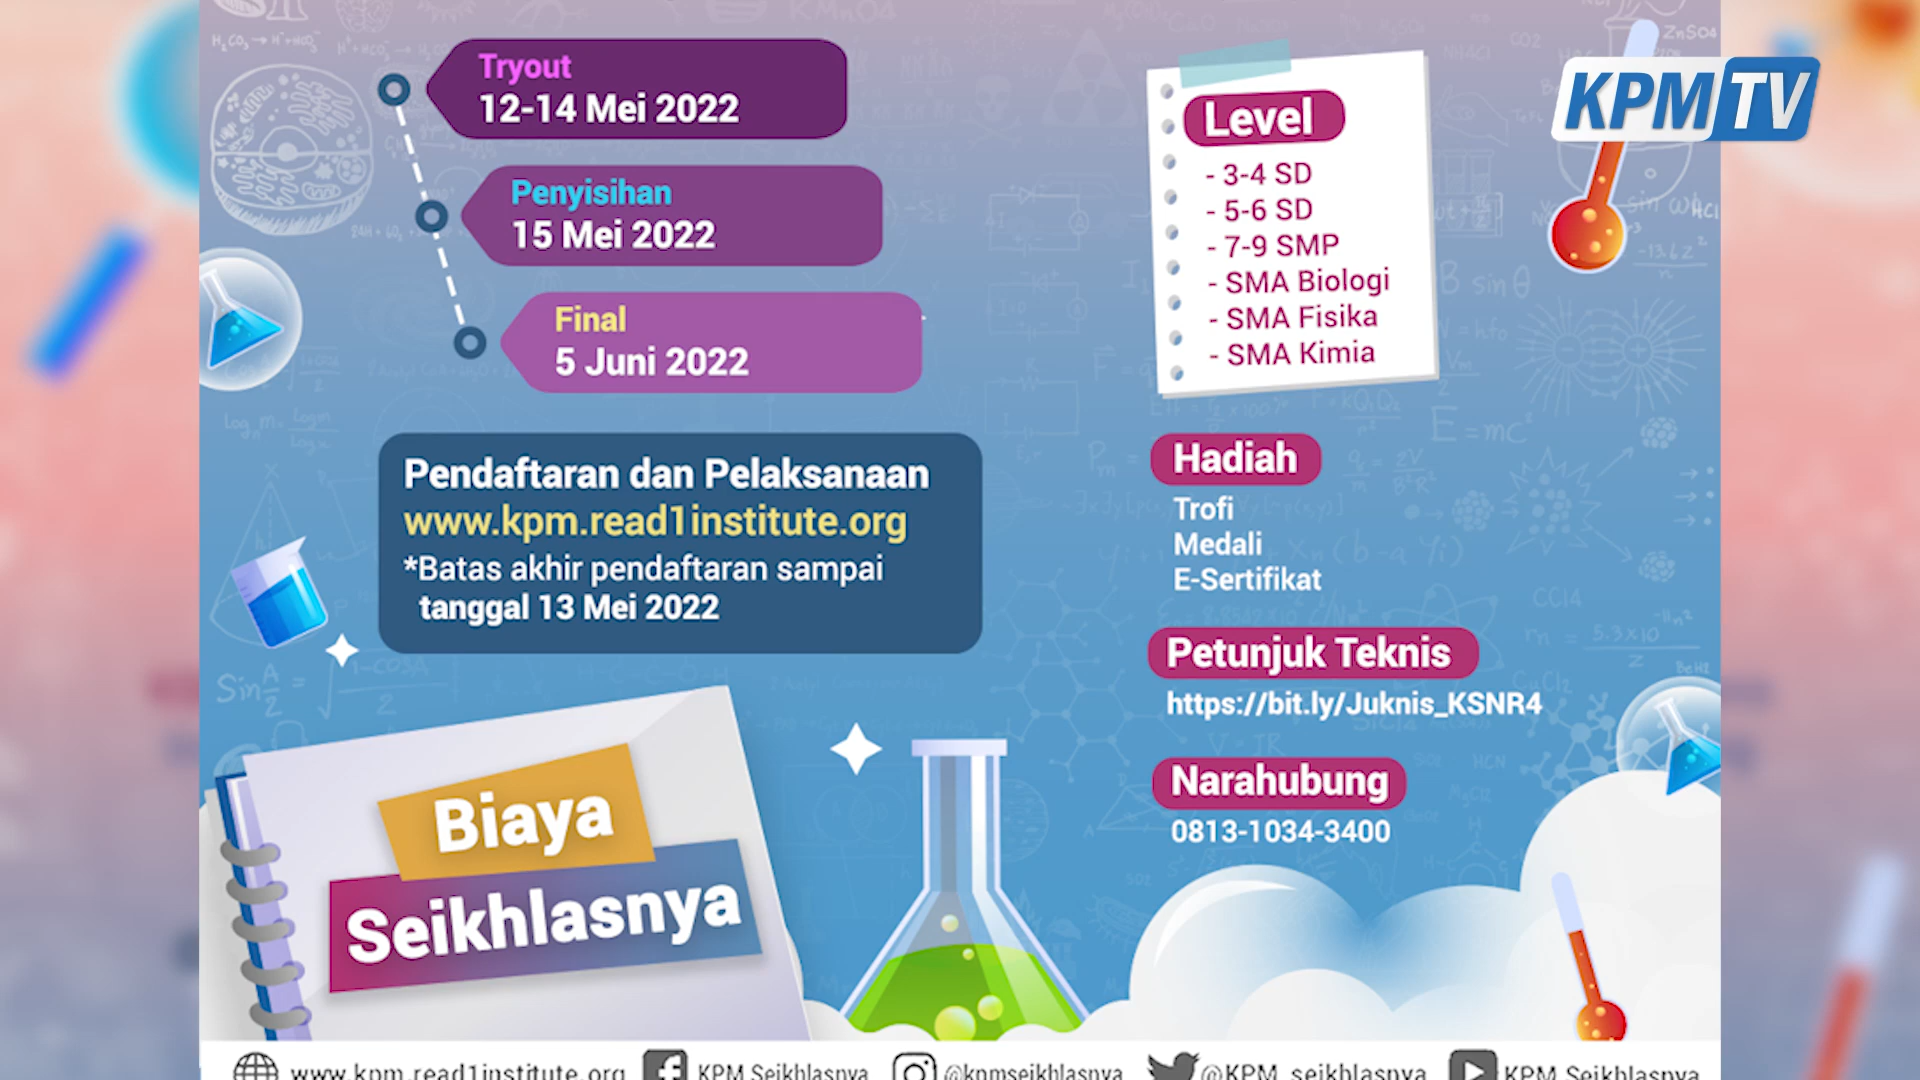 KPM TV
Tryout
12-14 Mei 2022
Penyisihan
15 Mei 2022
Final
5 Juni 2022
Pendaftaran dan Pelaksanaan
www.kpm.read1institute.org
*Batas akhir pendaftaran sampai
tanggal 13 Mei 2022
Biaya
Seikhlasnya
Level
- 3-4 SD
- 5-6 SD
- 7-9 SMP
- SMA Biologi
- SMA Fisika
- SMA Kimia
Hadiah
Trofi
Medali
E-Sertifikat
Petunjuk Teknis
https://bit.ly/Juknis_KSNR4
Narahubung
0813-1034-3400
www.kpm.read1institute.org KPM Seikhlasnya @kpmseikhlasnya @KPM_seikhlasnya KPM Seikhlasnya